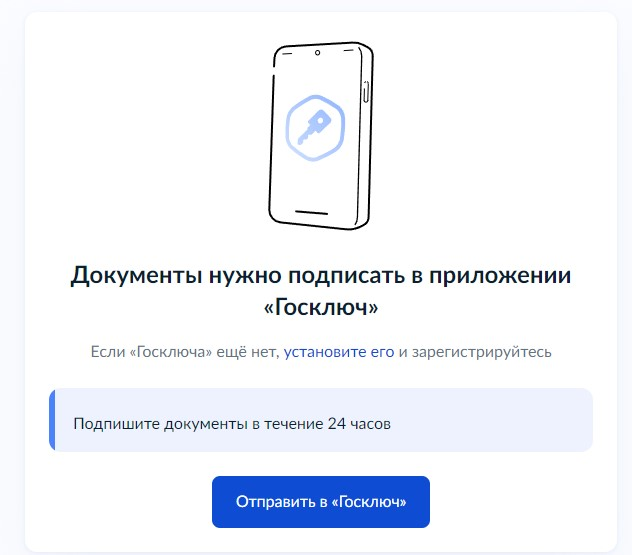 Документы нужно подписать в приложении
«Госключ»
Если «Госключа» ещё нет, установите его и зарегистрируйтесь
Подпишите документы в течение 24 часов
Отправить в «Госключ»